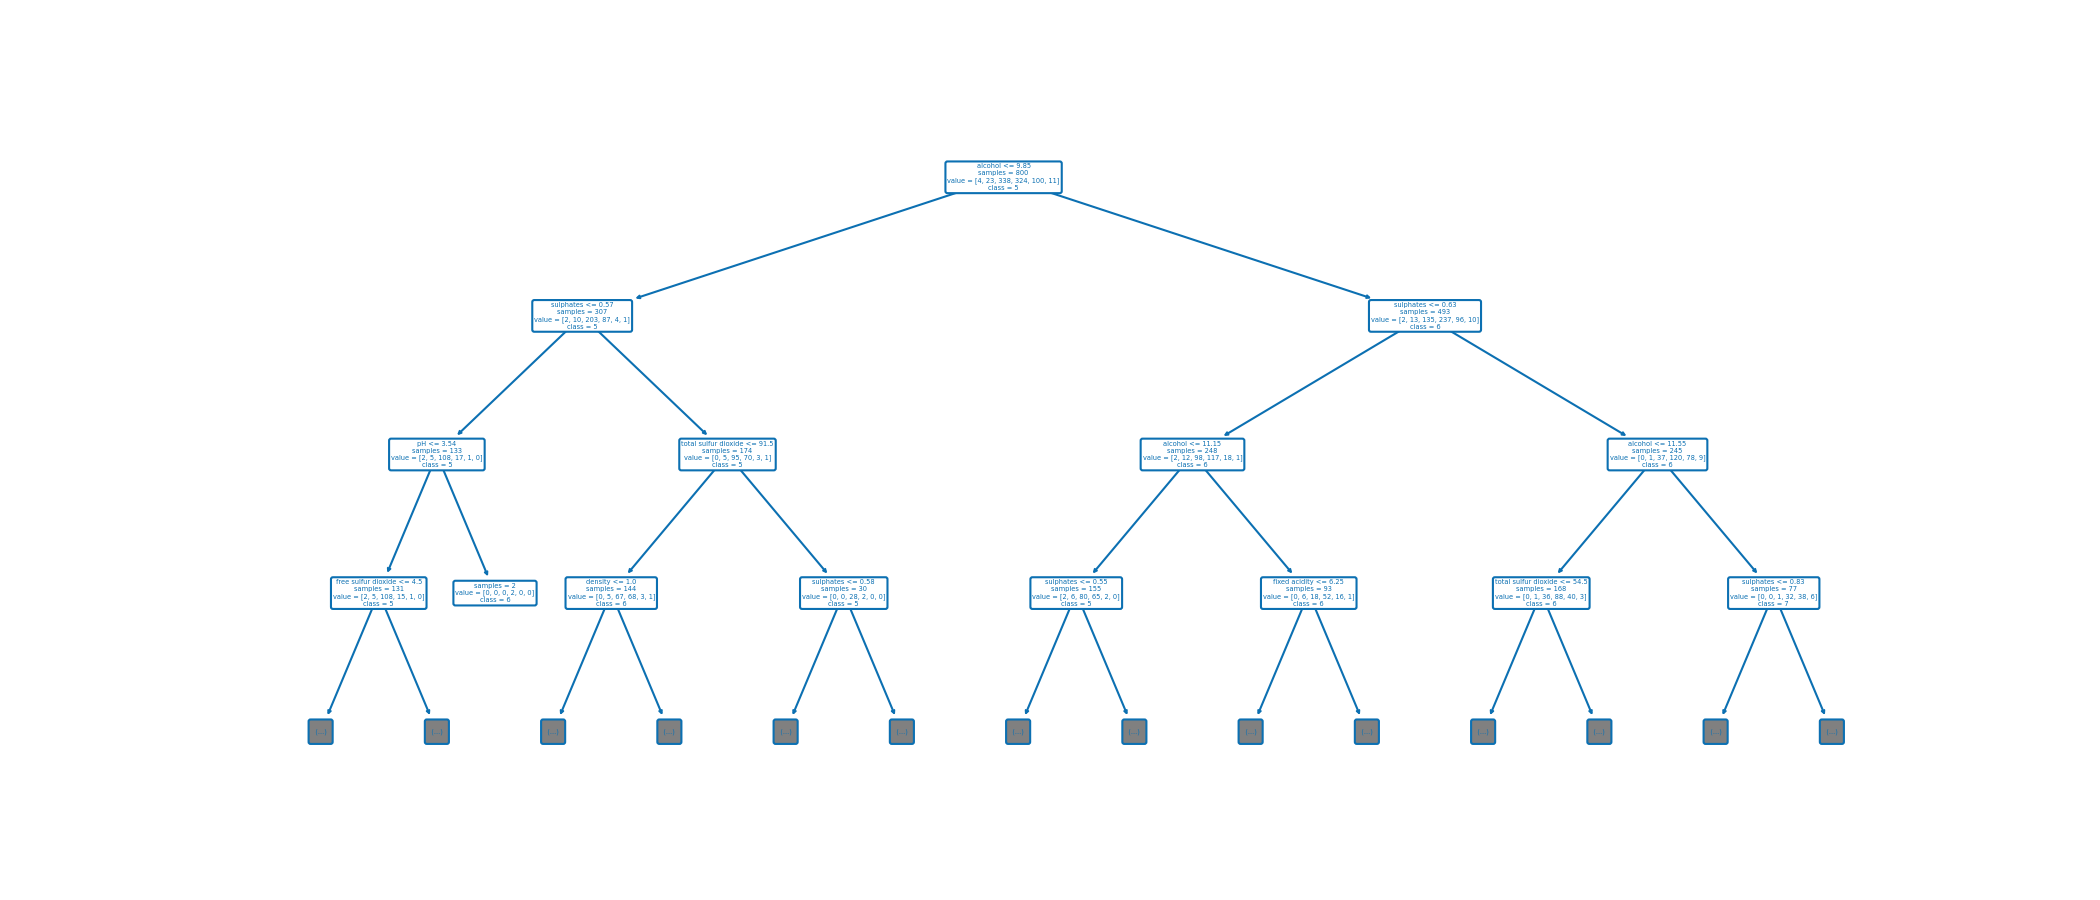 alcohol <= 9.85
samples = 800
value = [4, 23, 338, 324, 100, 11]
class = 5
sulphates <= 0.57
samples = 307
value = [2, 10, 203, 87, 4, 1]
class = 5
sulphates <= 0.63
samples = 493
value = [2, 13, 135, 237, 96, 10]
class = 6
pH <= 3.54
samples = 133
value = [2, 5, 108, 17, 1, 0]
class = 5
total sulfur dioxide <= 91.5
samples = 174
value = [0, 5, 95, 70, 3, 1]
class = 5
alcohol <= 11.15
samples = 248
value = [2, 12, 98, 117, 18, 1]
class = 6
alcohol <= 11.55
samples = 245
value = [0, 1, 37, 120, 78, 9]
class = 6
free sulfur dioxide <= 4.5
samples = 131
value = [2, 5, 108, 15, 1, 0]
class = 5
samples = 2
value = [0, 0, 0, 2, 0, 0]
class = 6
density <= 1.0
samples = 144
value = [0, 5, 67, 68, 3, 1]
class = 6
sulphates <= 0.58
samples = 30
value = [0, 0, 28, 2, 0, 0]
class = 5
sulphates <= 0.55
samples = 155
value = [2, 6, 80, 65, 2, 0]
class = 5
fixed acidity <= 6.25
samples = 93
value = [0, 6, 18, 52, 16, 1]
class = 6
total sulfur dioxide <= 54.5
samples = 168
value = [0, 1, 36, 88, 40, 3]
class = 6
sulphates <= 0.83
samples = 77
value = [0, 0, 1, 32, 38, 6]
class = 7
(...)
(...)
(...)
(...)
(...)
(...)
(...)
(...)
(...)
(...)
(...)
(...)
(...)
(...)